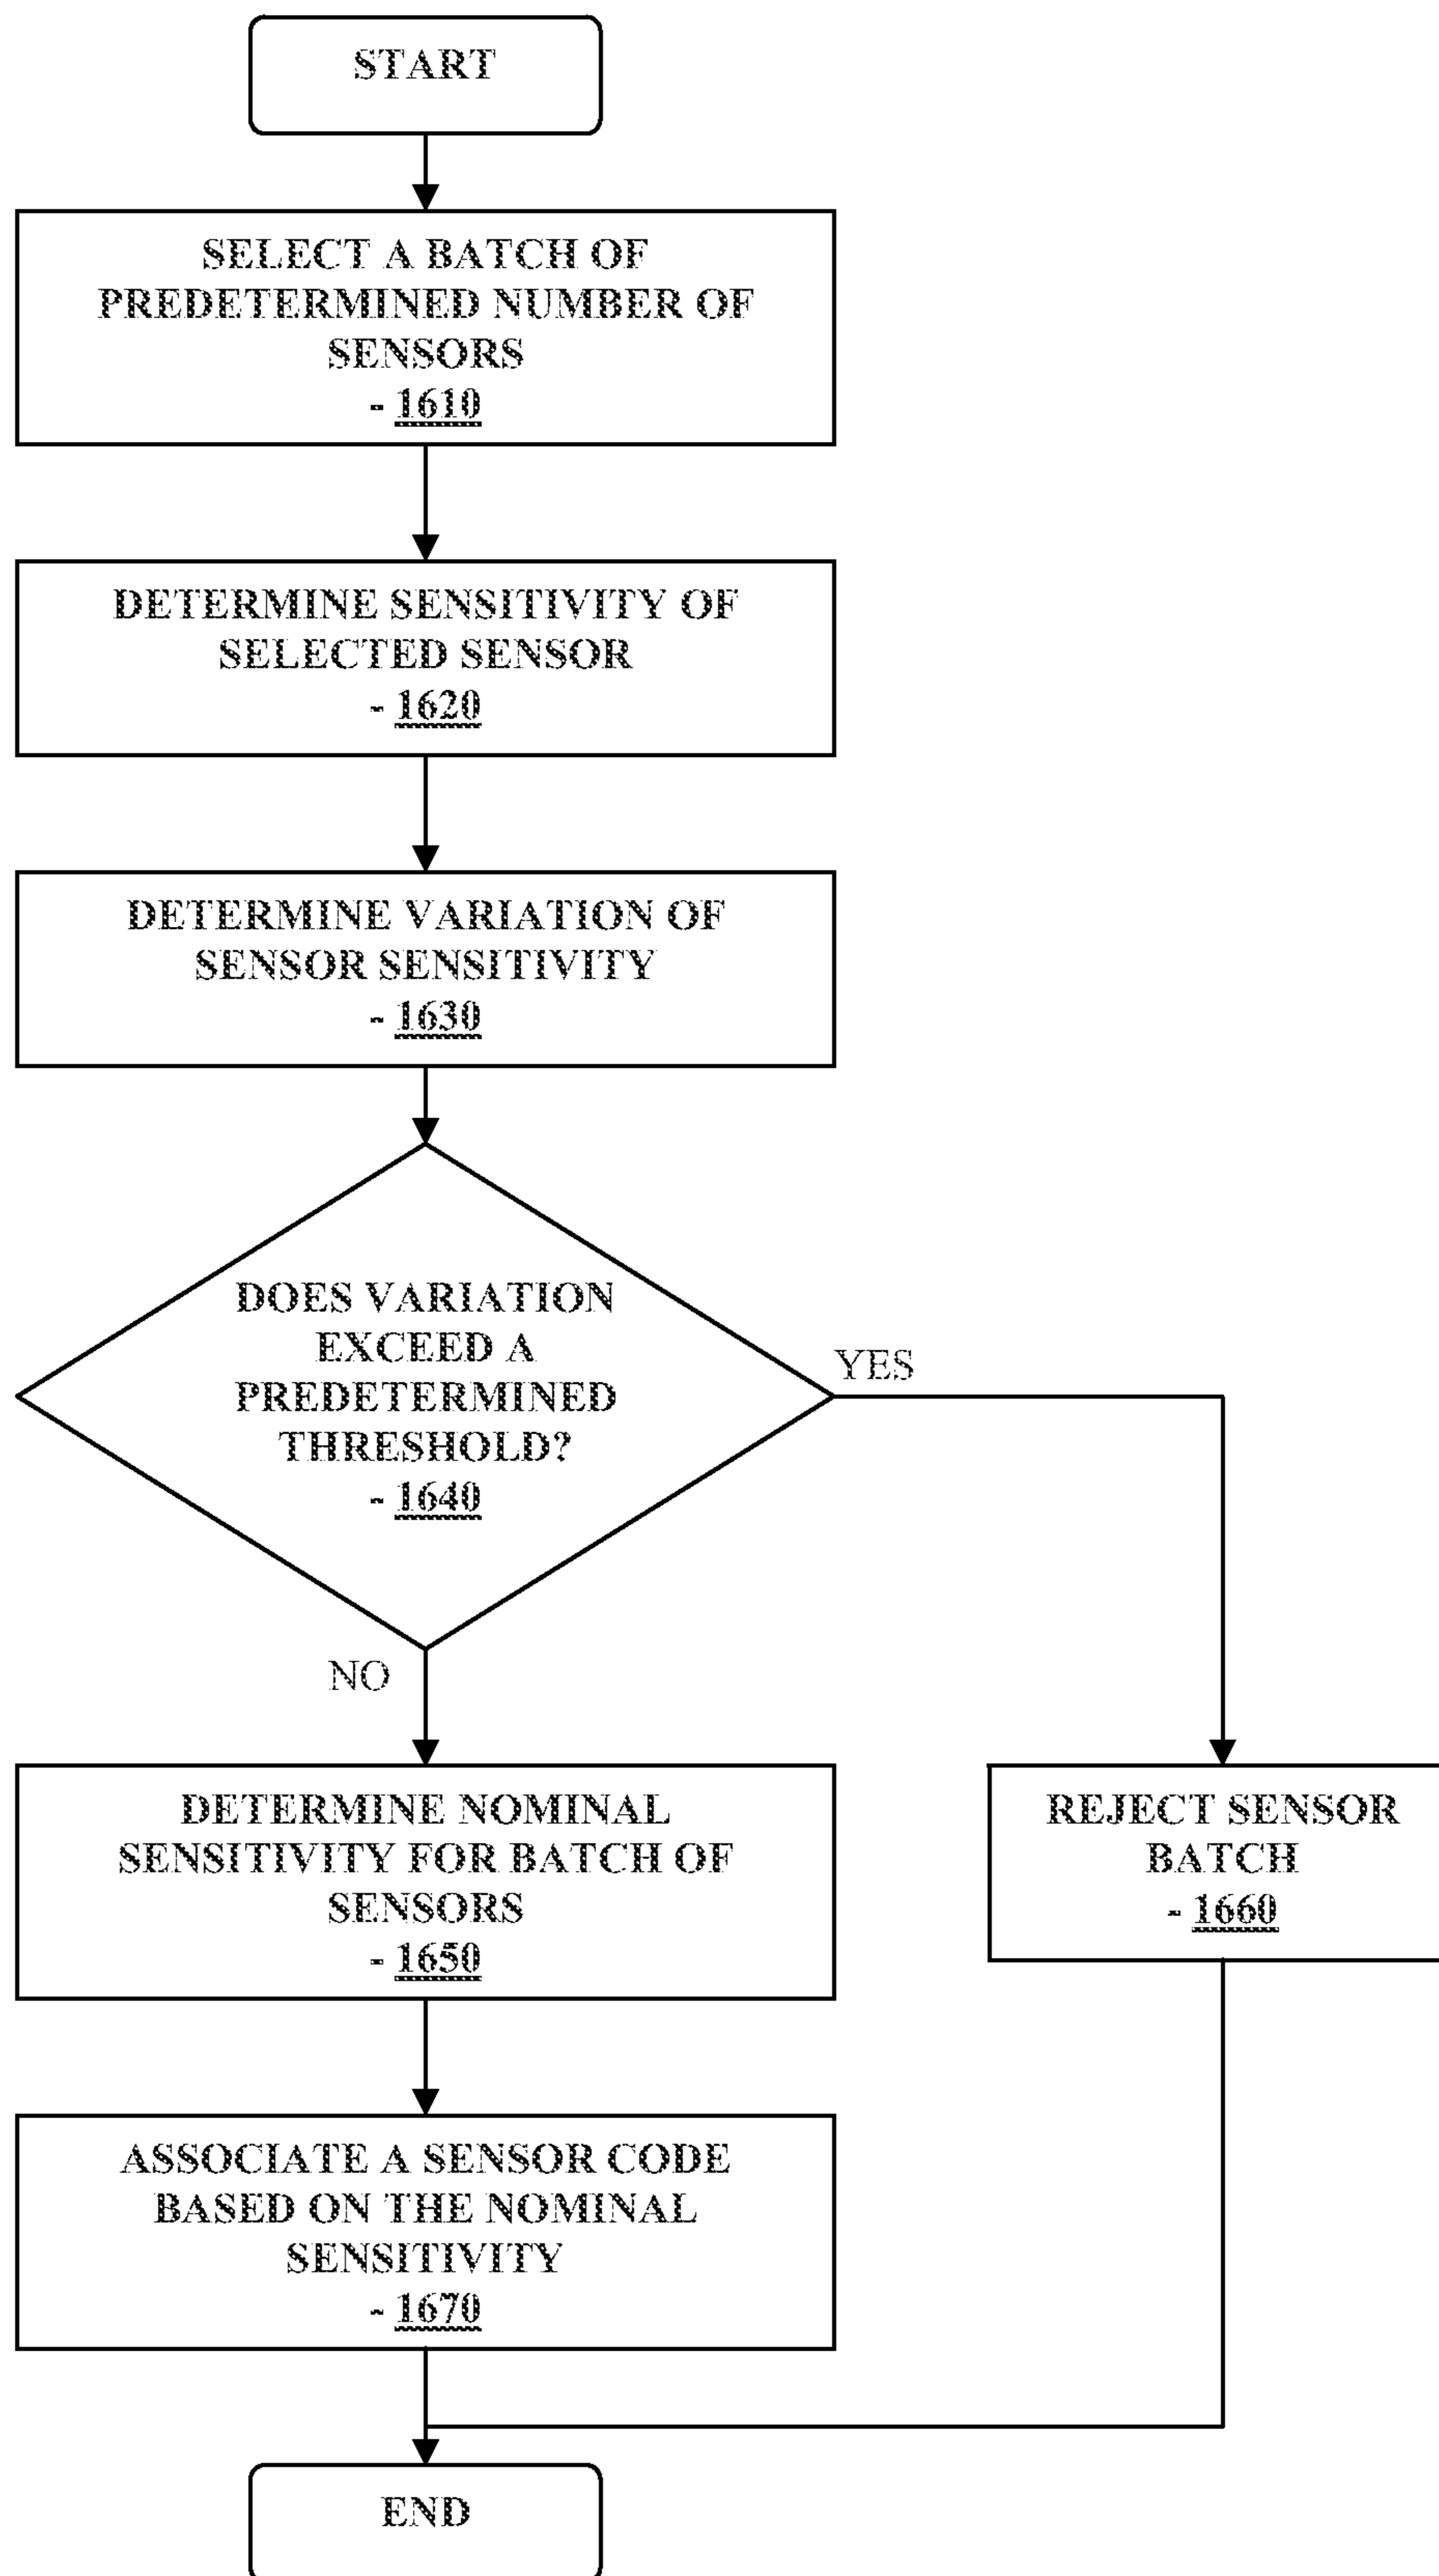 START
SELECT A BATCH OF
PREDETERMINED NUMBER OF
SENSORS
- 1610
DETERMINE SENSITIVITY OF
SELECTED SENSOR
- 1620
DETERMINE VARIATION OF
SENSOR SENSITIVITY
- 1630
DOES VARIATION
EXCEED A
PREDETERMINED
THRESHOLD?
- 1640
YES
NO
DETERMINE NOMINAL
SENSITIVITY FOR BATCH OF
SENSORS
- 1650
REJECT SENSOR
BATCH
- 1660
ASSOCIATE A SENSOR CODE
BASED ON THE NOMINAL
SENSITIVITY
- 1670
END